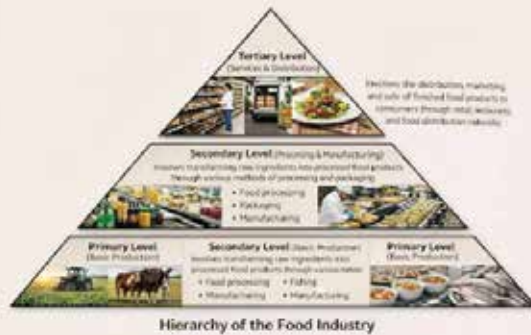 Tertiary Level
(Services & Distribution)
Involves the distribution, marketing
and sale of finished food products to
consumers through retail,
and food distribution networks
Secondary Level (Processing & Manufacturing)
Involves transforming raw ingredients into processed food products
through various methods of processing and packaging
• Food processing
• Packaging
• Manufacturing
Primary Level
(Basic Production)
Secondary Level (Basic Production)
Involves transforming raw ingredients into
processed food products through various
• Food processing • Fishing
• Manufacturing • Manufacturing
Primary Level
(Basic Production)
Hierarchy of the Food Industry